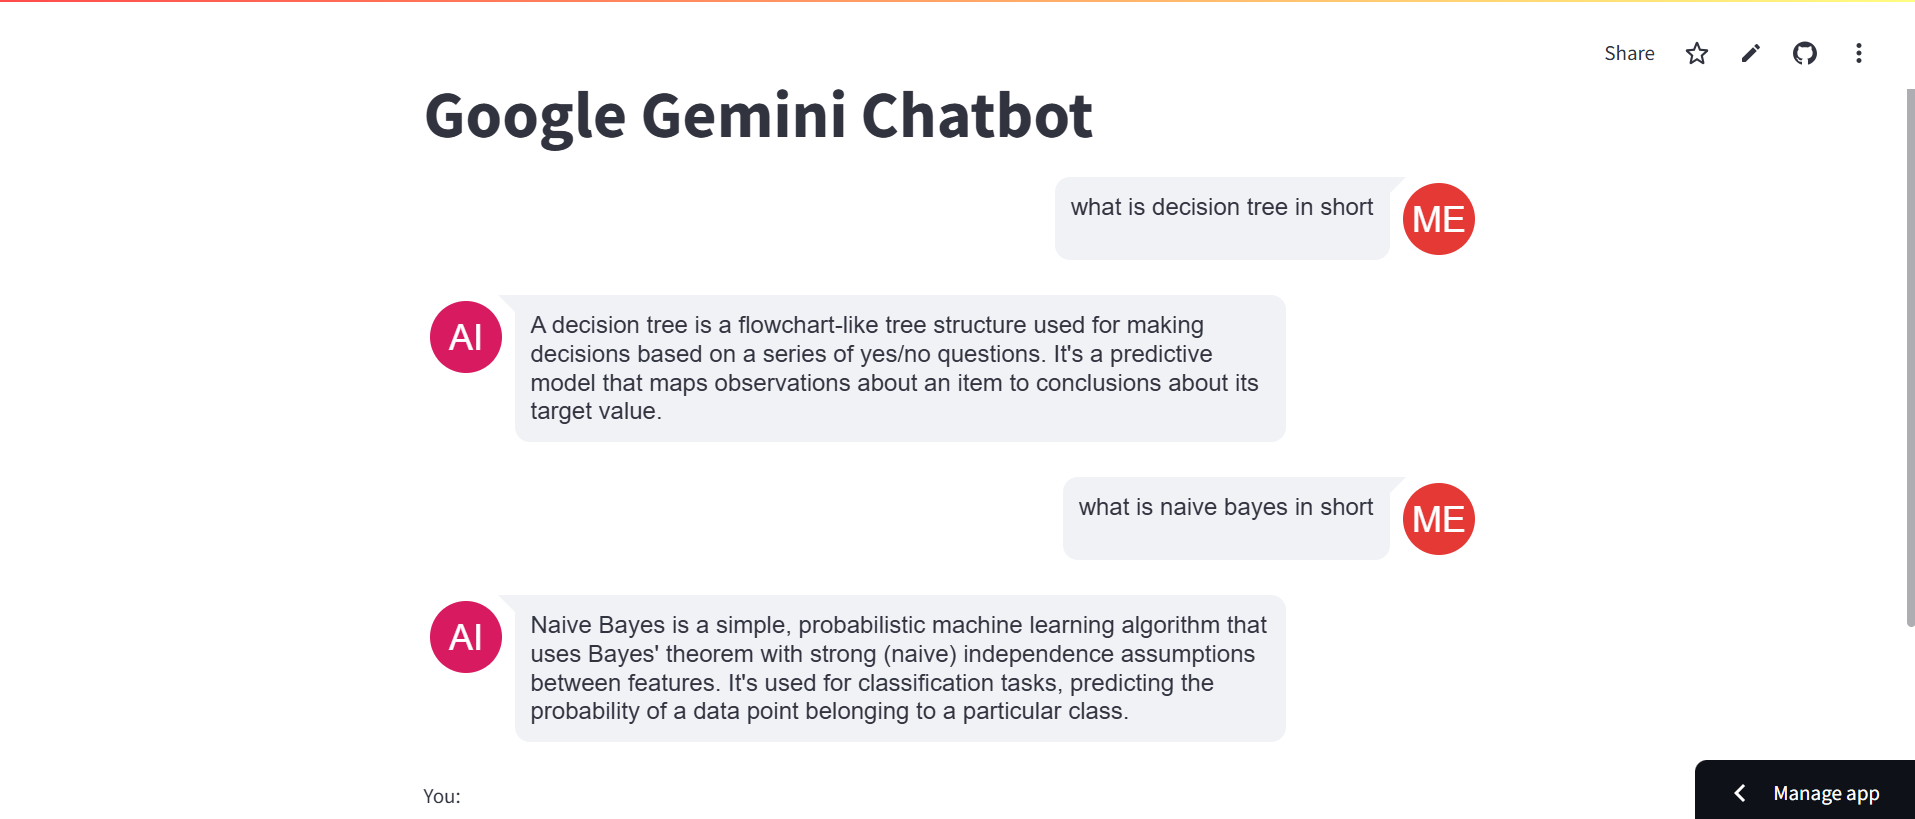 Share
Google Gemini Chatbot
what is decision tree in short
ME
AI
A decision tree is a flowchart-like tree structure used for making
decisions based on a series of yes/no questions. It's a predictive
model that maps observations about an item to conclusions about its
target value.
what is naive bayes in short
ME
AI
Naive Bayes is a simple, probabilistic machine learning algorithm that
uses Bayes' theorem with strong (naive) independence assumptions
between features. It's used for classification tasks, predicting the
probability of a data point belonging to a particular class.
You:
Manage app